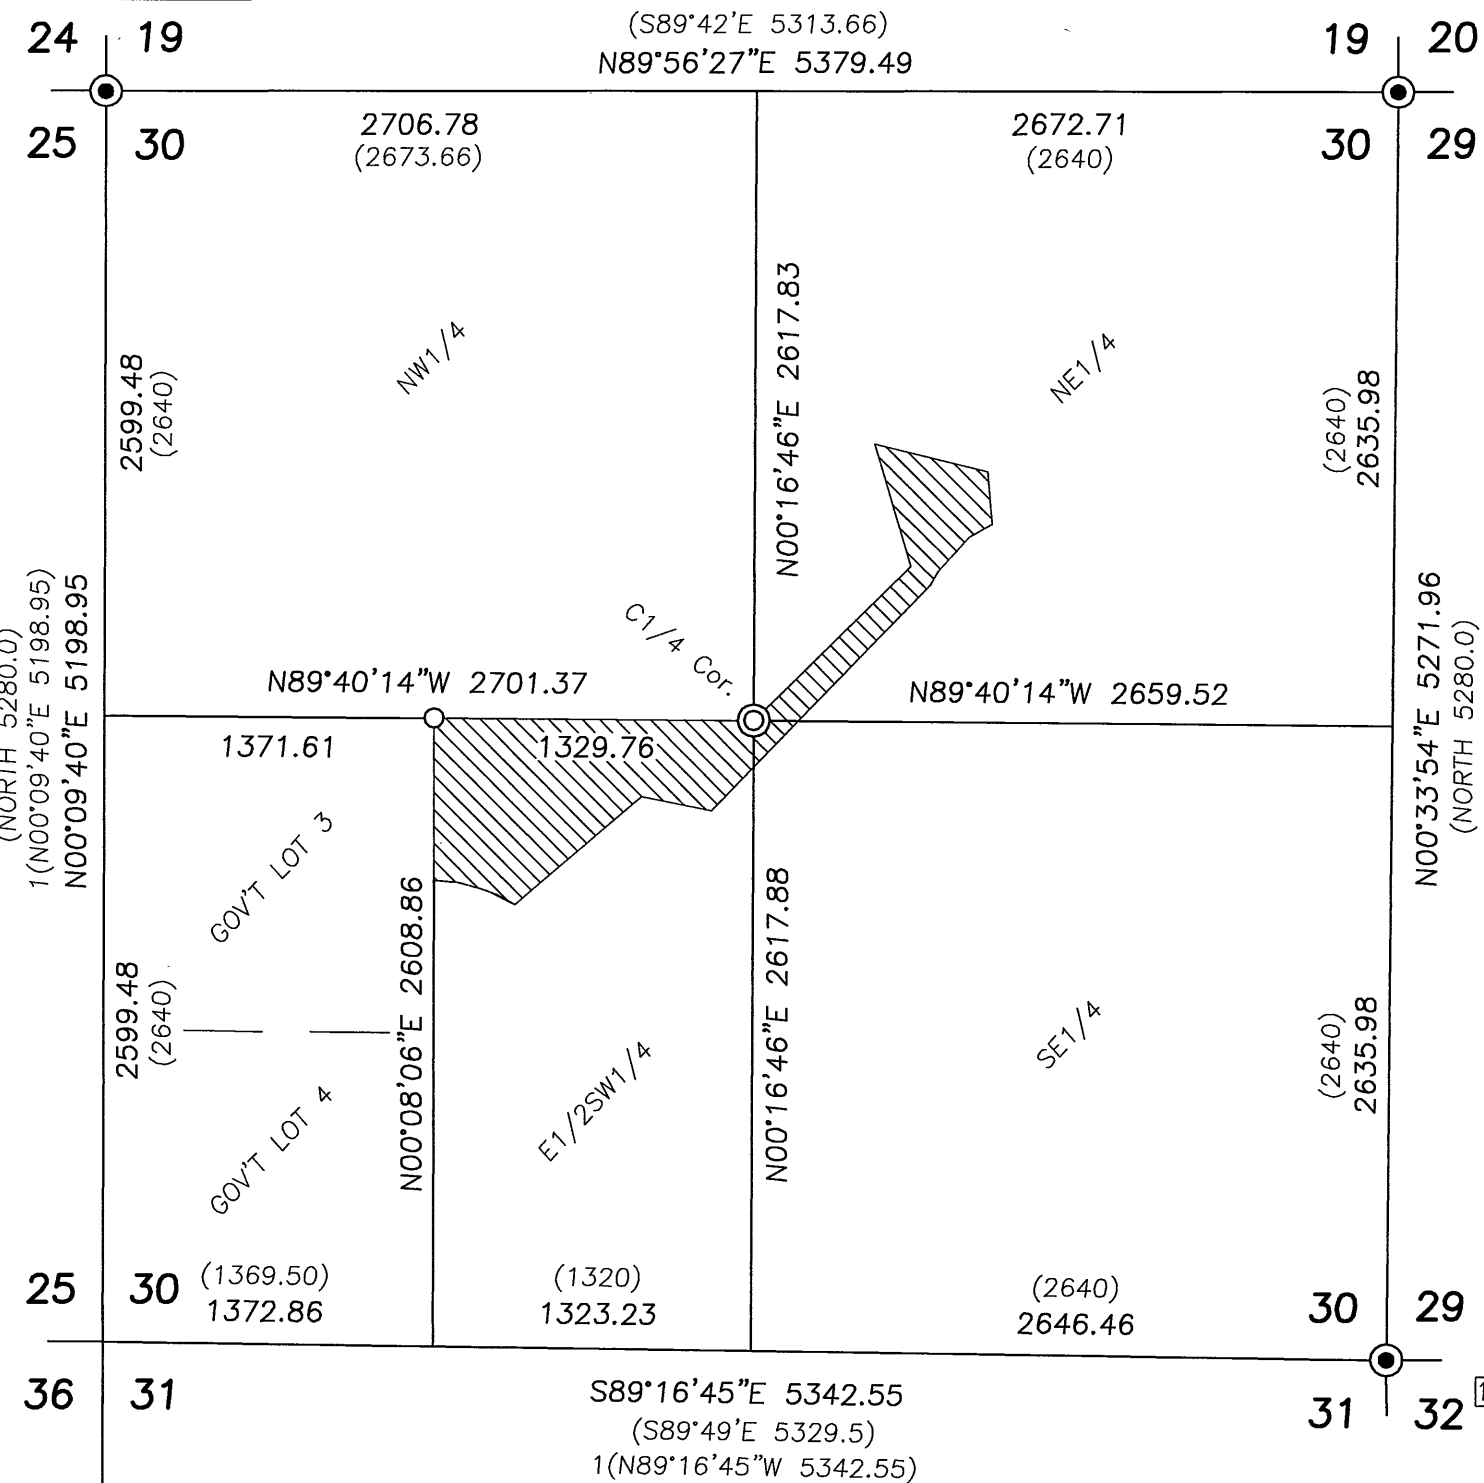 24 19
(S89°42'E 5313.66)
N89°56'27"E 5379.49
19 20
25 30
2706.78
(2673.66)
2672.71
(2640)
30 29
NW1/4
NE1/4
N00°16'46"E 2617.83
2599.48
(2640)
(2640)
2635.98
(NORTH 5280.0)
1(N00°09'40"E 5198.95)
N00°09'40"E 5198.95
C1/4 Cor.
N89°40'14"W 2701.37
N89°40'14"W 2659.52
1371.61
1329.76
N00°33'54"E 5271.96
(NORTH 5280.0)
GOV'T LOT 3
N00°08'06"E 2608.86
N00°16'46"E 2617.88
2599.48
(2640)
E1/2SW1/4
SE1/4
(2640)
2635.98
GOV'T LOT 4
25 30
(1369.50)
1372.86
(1320)
1323.23
(2640)
2646.46
30 29
36 31
S89°16'45"E 5342.55
(S89°49'E 5329.5)
1(N89°16'45"W 5342.55)
31 32
1